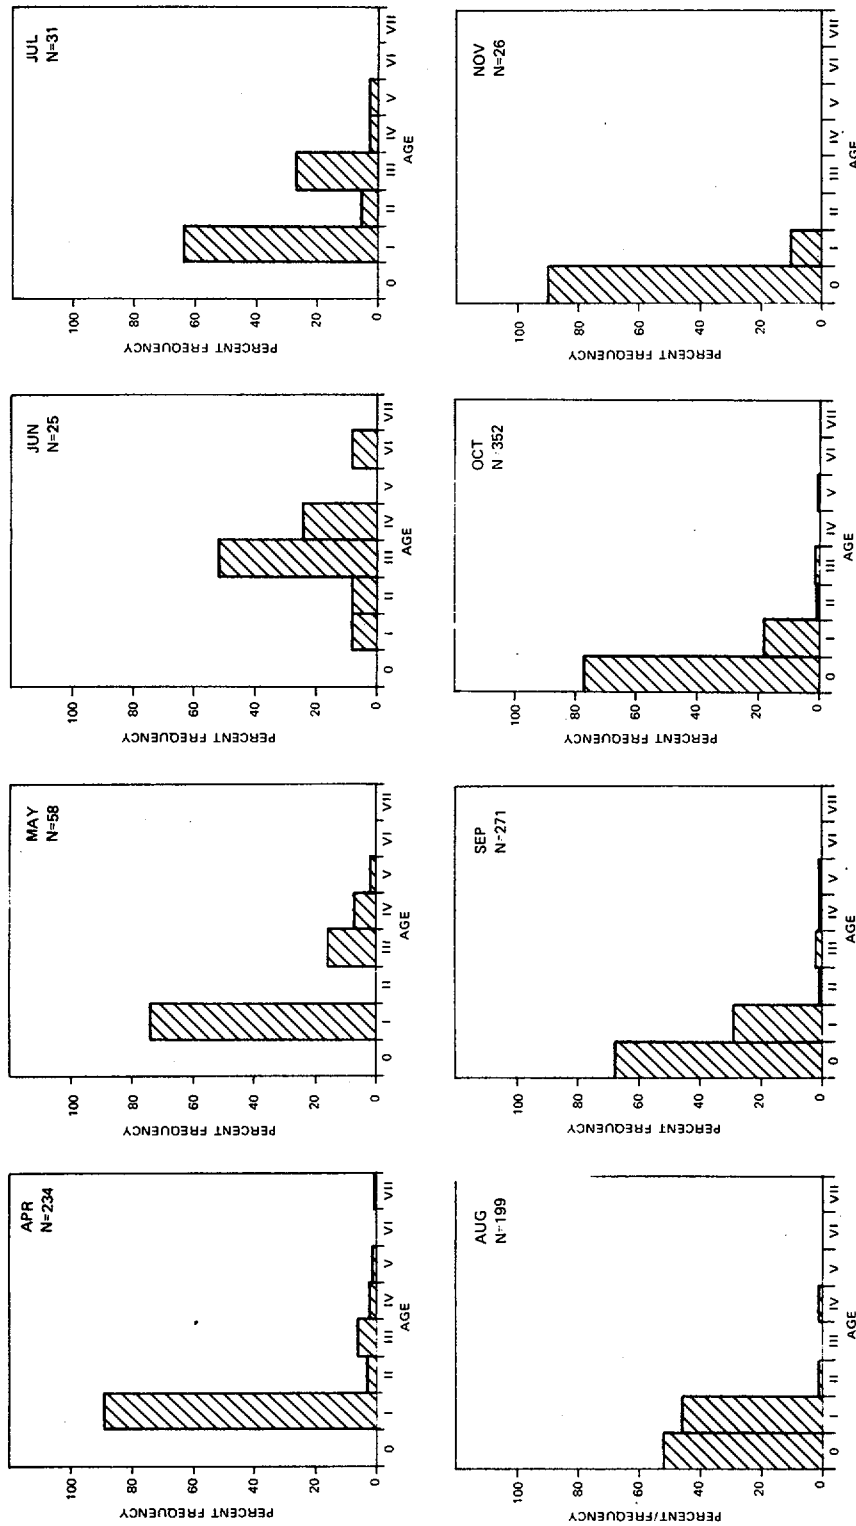 APR
N=234
PERCENT FREQUENCY
100
80
60
40
20
0
0 I II III IV V VI VII
AGE
MAY
N=58
PERCENT FREQUENCY
100
80
60
40
20
0
0 I II III IV V VI VII
AGE
JUN
N=25
PERCENT FREQUENCY
100
80
60
40
20
0
0 I II III IV V VI VII
AGE
JUL
N=31
PERCENT FREQUENCY
100
80
60
40
20
0
0 I II III IV V VI VII
AGE
AUG
N=199
PERCENT/FREQUENCY
100
80
60
40
20
0
0 I II III IV V VI VII
AGE
SEP
N=271
PERCENT FREQUENCY
100
80
60
40
20
0
0 I II III IV V VI VII
AGE
OCT
N=352
PERCENT FREQUENCY
100
80
60
40
20
0
0 I II III IV V VI VII
AGE
NOV
N=26
PERCENT FREQUENCY
100
80
60
40
20
0
0 I II III IV V VI VII
AGE